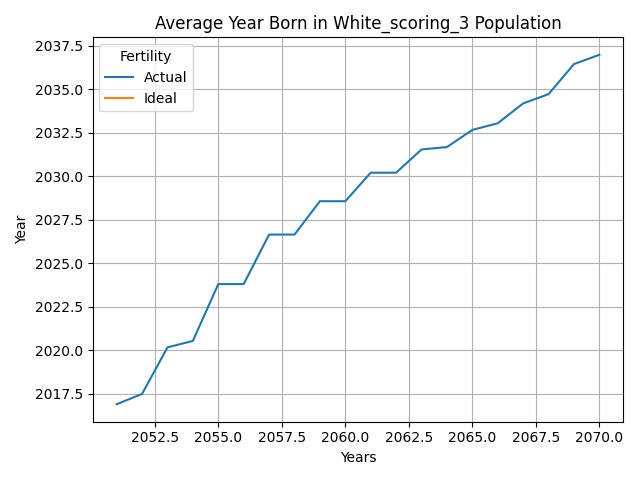 Average Year Born in White_scoring_3 Population
Fertility
Actual
Ideal
2037.5
2035.0
2032.5
2030.0
2027.5
2025.0
2022.5
2020.0
2017.5
Year
2052.5 2055.0 2057.5 2060.0 2062.5 2065.0 2067.5 2070.0
Years